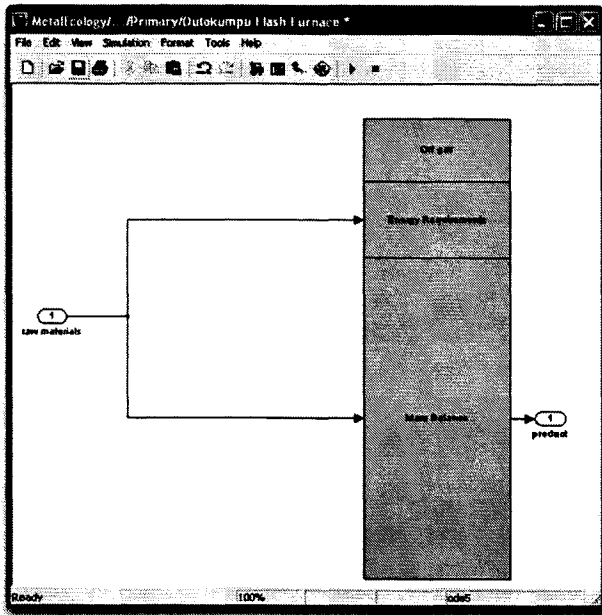 MetalEcology/.../Primary/Outokumpu Flash Furnace *
File Edit View Simulation Format Tools Help
Off gas
Energy Requirements
1
raw materials
Mass Balance
1
product
Ready 100% ode5